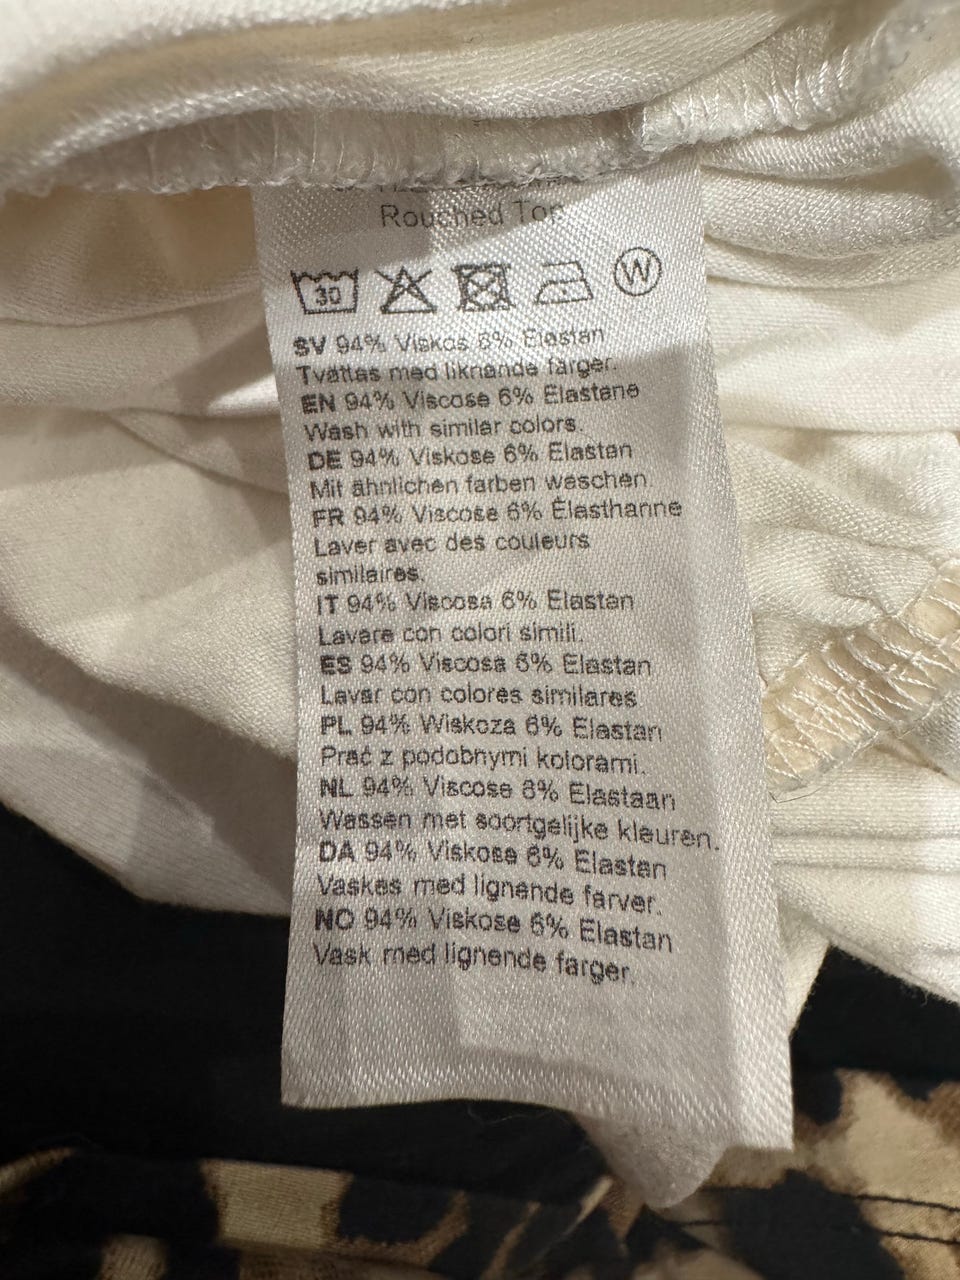 Rouched Top
30
W
SV 94% Viskos 6% Elastan
Tvättas med liknande färger.
EN 94% Viscose 6% Elastane
Wash with similar colors.
DE 94% Viskose 6% Elastan
Mit ähnlichen farben waschen.
FR 94% Viscose 6% Élasthanne
Laver avec des couleurs
similaires.
IT 94% Viscosa 6% Elastan
Lavare con colori simili.
ES 94% Viscosa 6% Elastan
Lavar con colores similares
PL 94% Wiskoza 6% Elastan
Prać z podobnymi kolorami.
NL 94% Viscose 6% Elastaan
Wassen met soortgelijke kleuren.
DA 94% Viskose 6% Elastan
Vaskes med lignende farver.
NO 94% Viskose 6% Elastan
Vask med lignende farger.